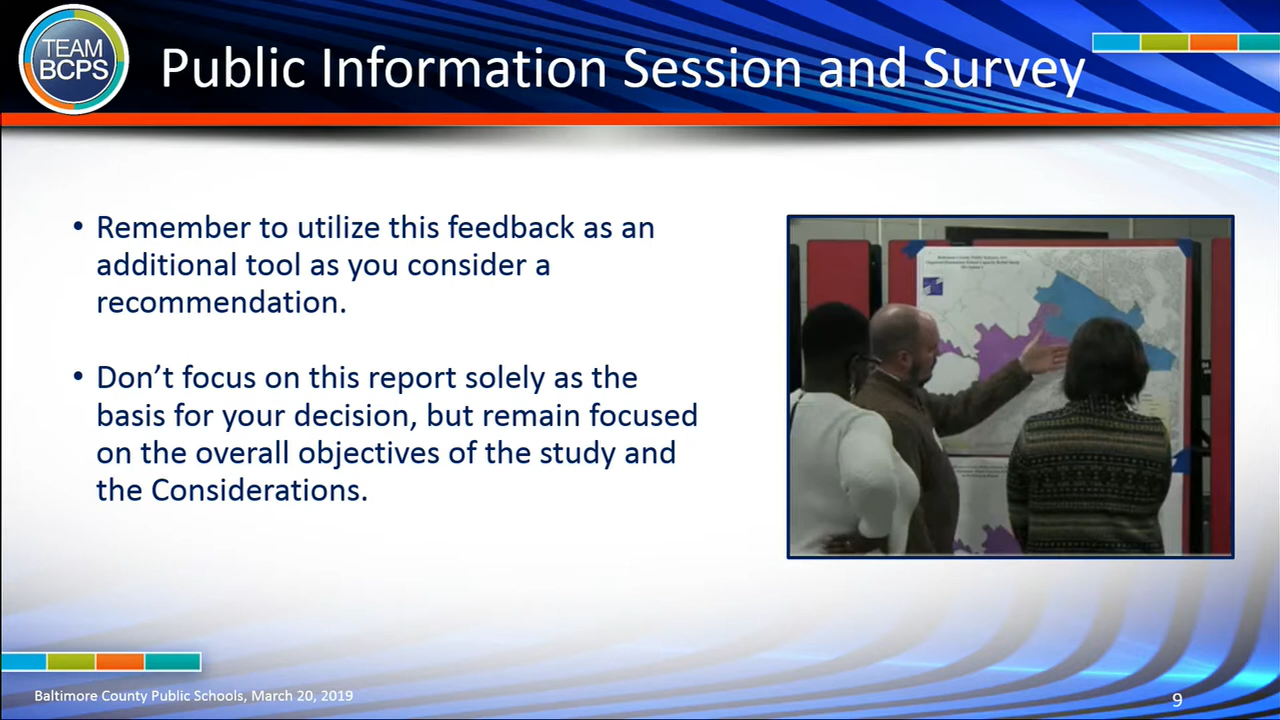 TEAM
BCPS
Public Information Session and Survey
• Remember to utilize this feedback as an
additional tool as you consider a
recommendation.
• Don’t focus on this report solely as the
basis for your decision, but remain focused
on the overall objectives of the study and
the Considerations.
Baltimore County Public Schools, March 20, 2019
9